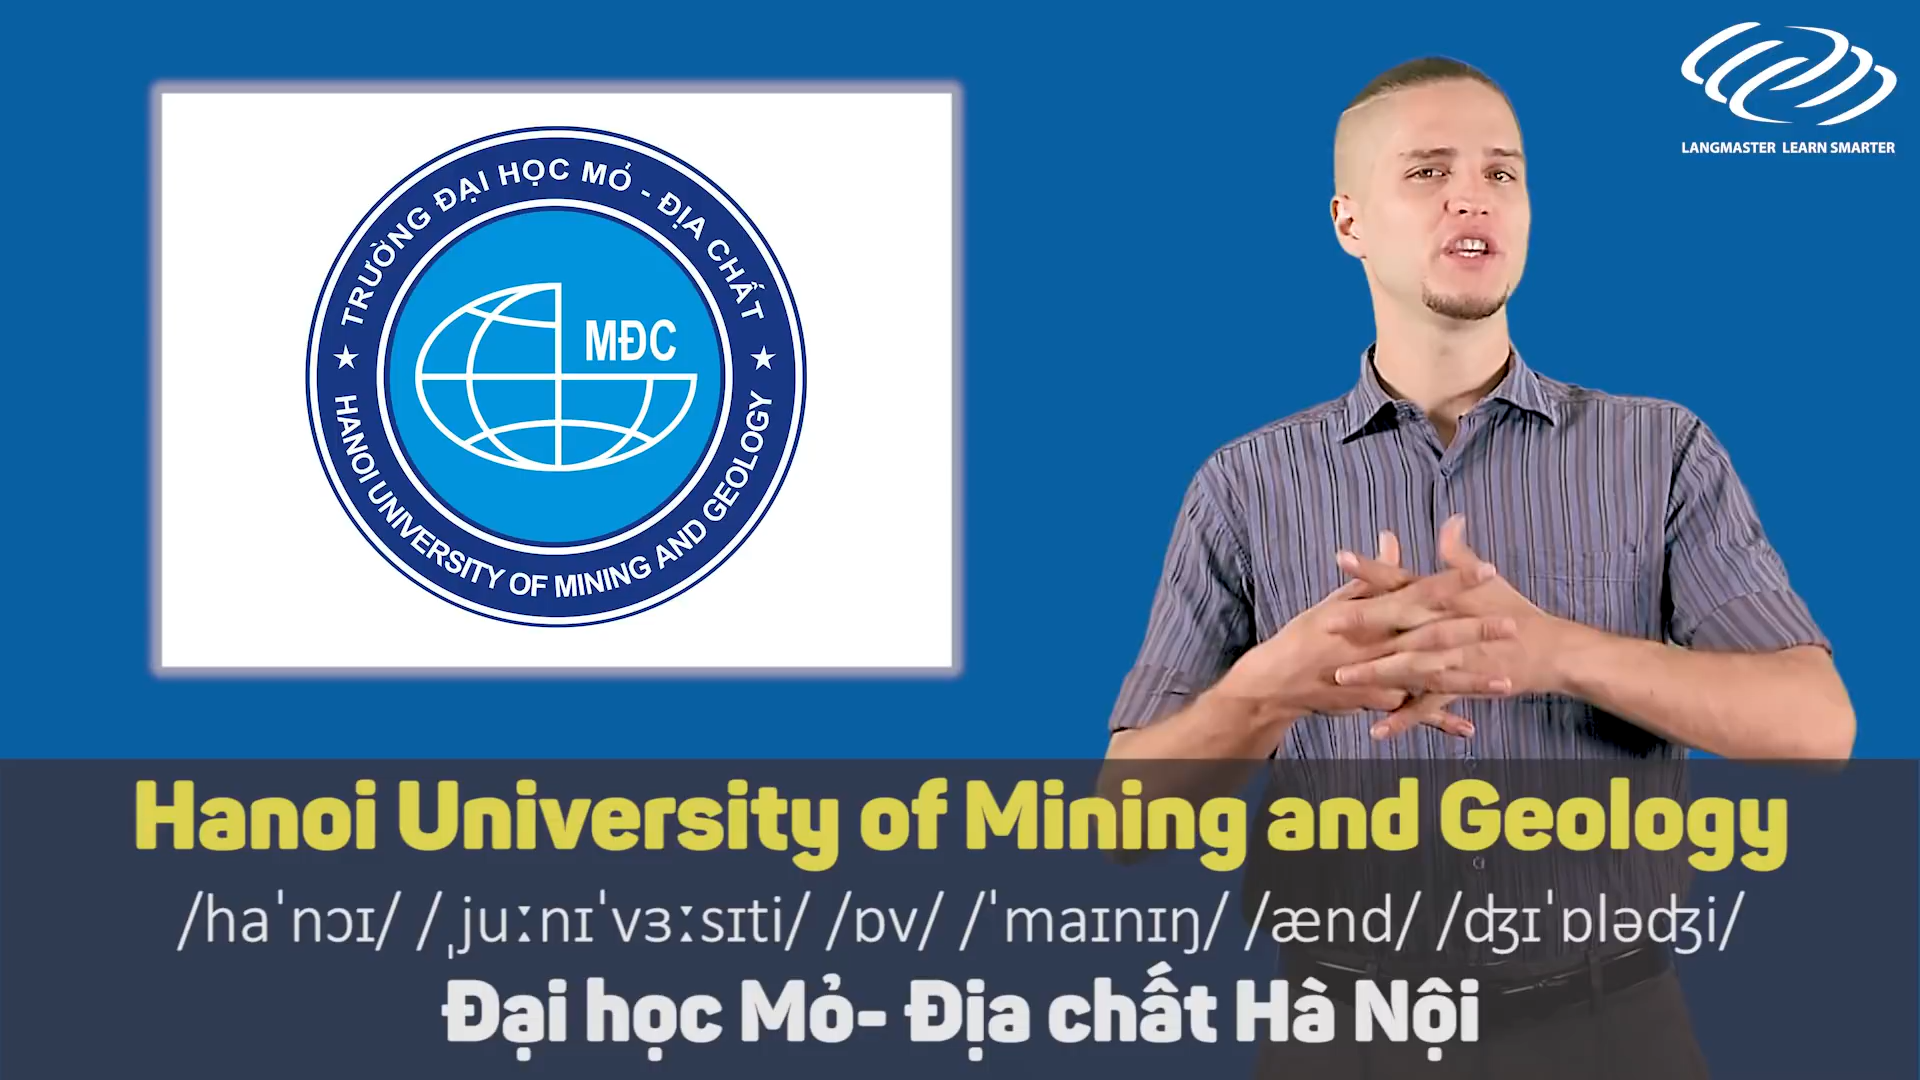 TRƯỜNG ĐẠI HỌC MỎ - ĐỊA CHẤT
MĐC
HANOI UNIVERSITY OF MINING AND GEOLOGY
LANGMASTER LEARN SMARTER
Hanoi University of Mining and Geology
/haˈnɔɪ/ /ˌjuːnɪˈvɜːsɪti/ /ɒv/ /ˈmaɪnɪŋ/ /ænd/ /ʤɪˈɒləʤi/
Đại học Mỏ- Địa chất Hà Nội